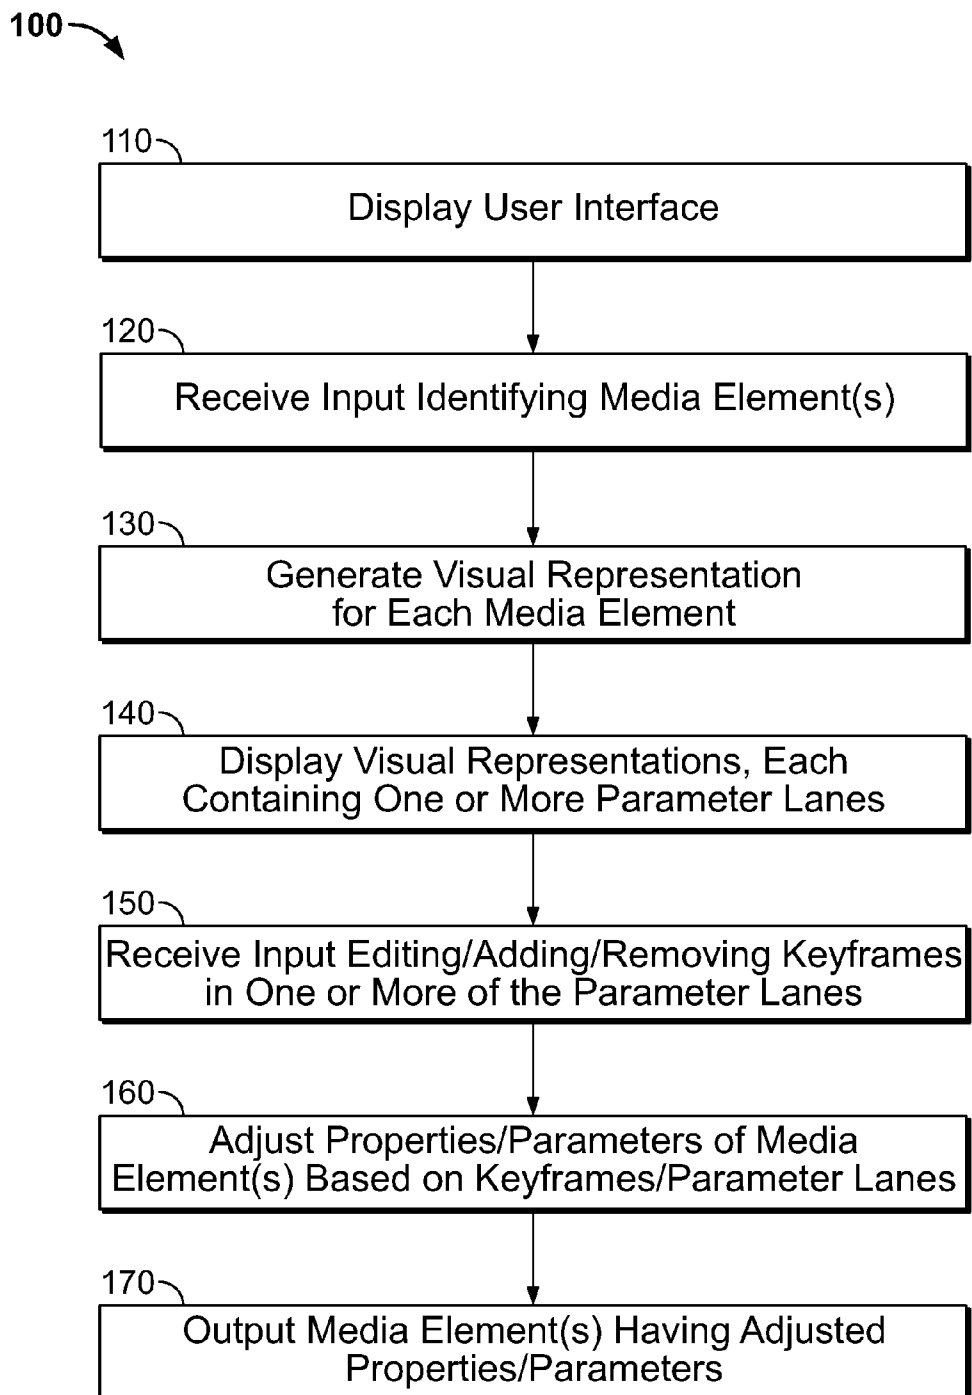 100
110
Display User Interface
120
Receive Input Identifying Media Element(s)
130
Generate Visual Representation
for Each Media Element
140
Display Visual Representations, Each
Containing One or More Parameter Lanes
150
Receive Input Editing/Adding/Removing Keyframes
in One or More of the Parameter Lanes
160
Adjust Properties/Parameters of Media
Element(s) Based on Keyframes/Parameter Lanes
170
Output Media Element(s) Having Adjusted
Properties/Parameters